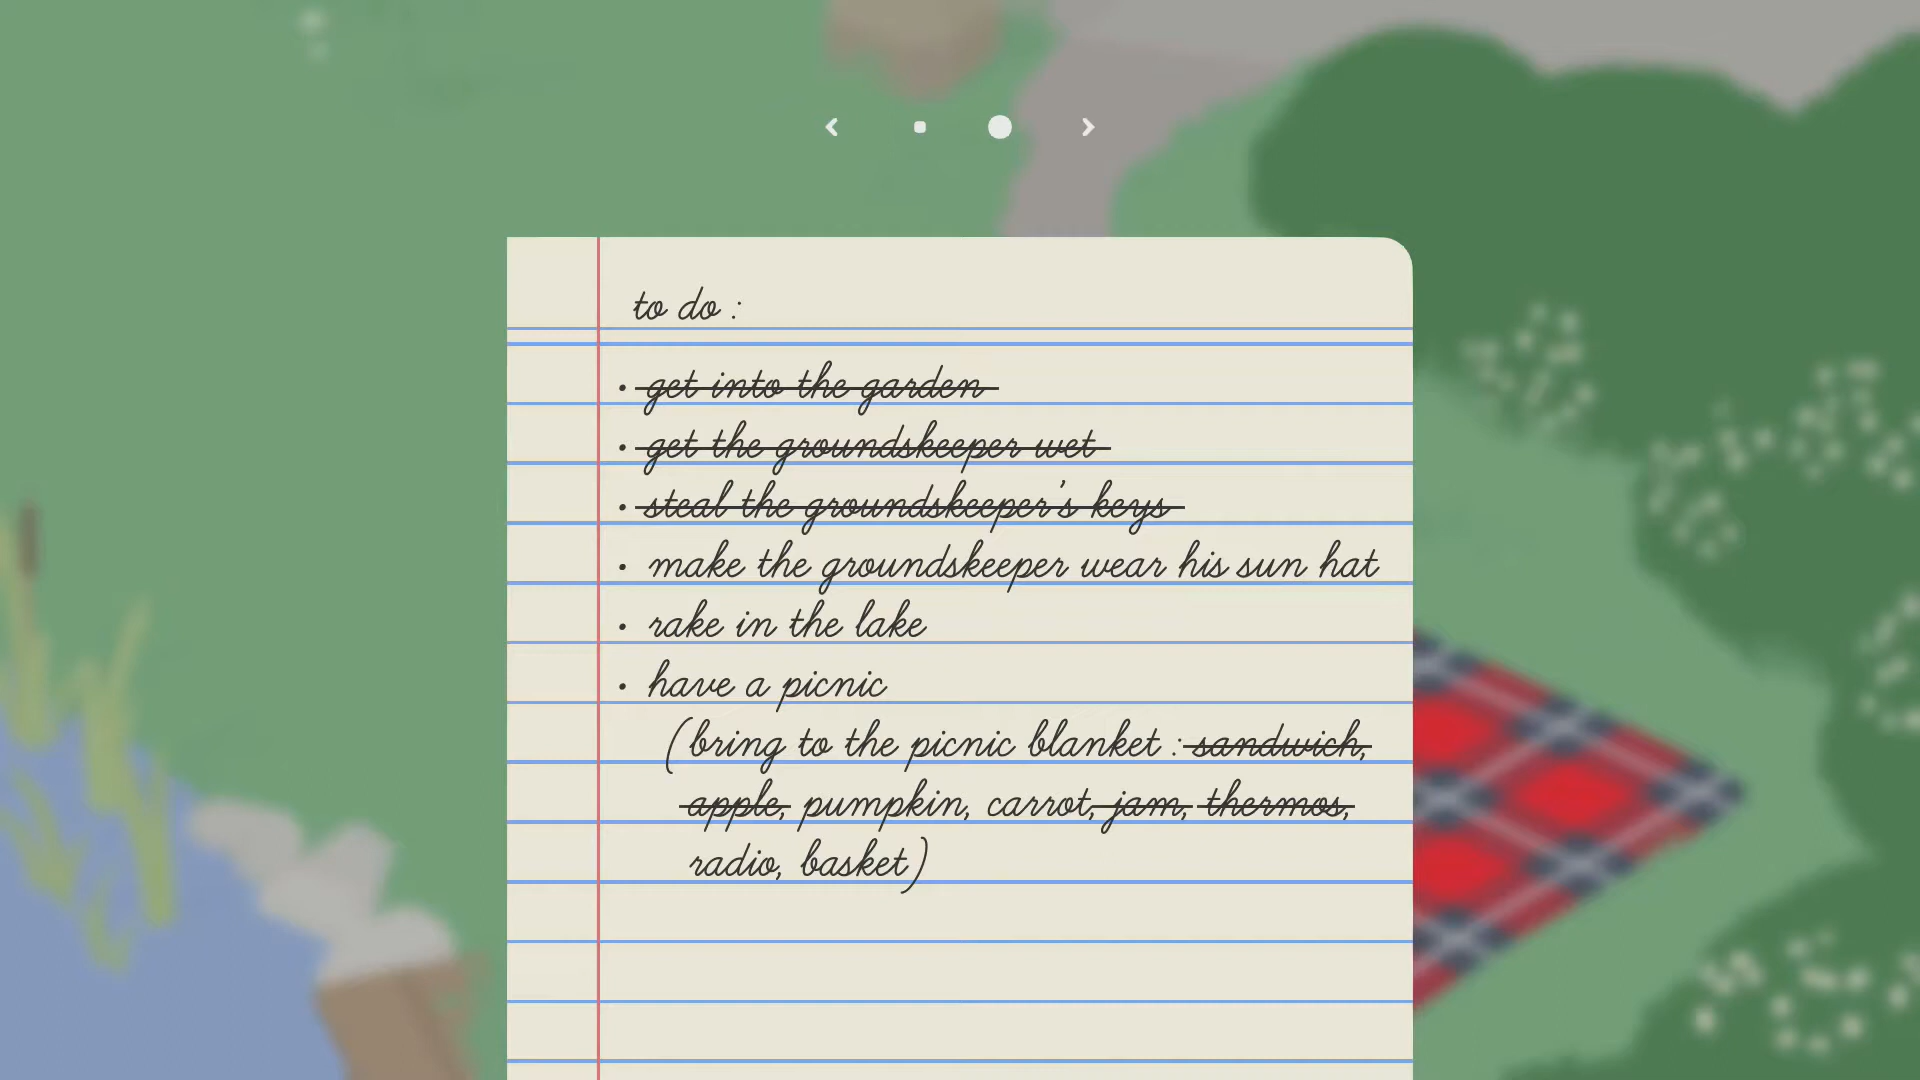 to do :
• get into the garden
• get the groundskeeper wet
• steal the groundskeeper's keys
• make the groundskeeper wear his sun hat
• rake in the lake
• have a picnic
(bring to the picnic blanket : sandwich,
apple, pumpkin, carrot, jam, thermos,
radio, basket)